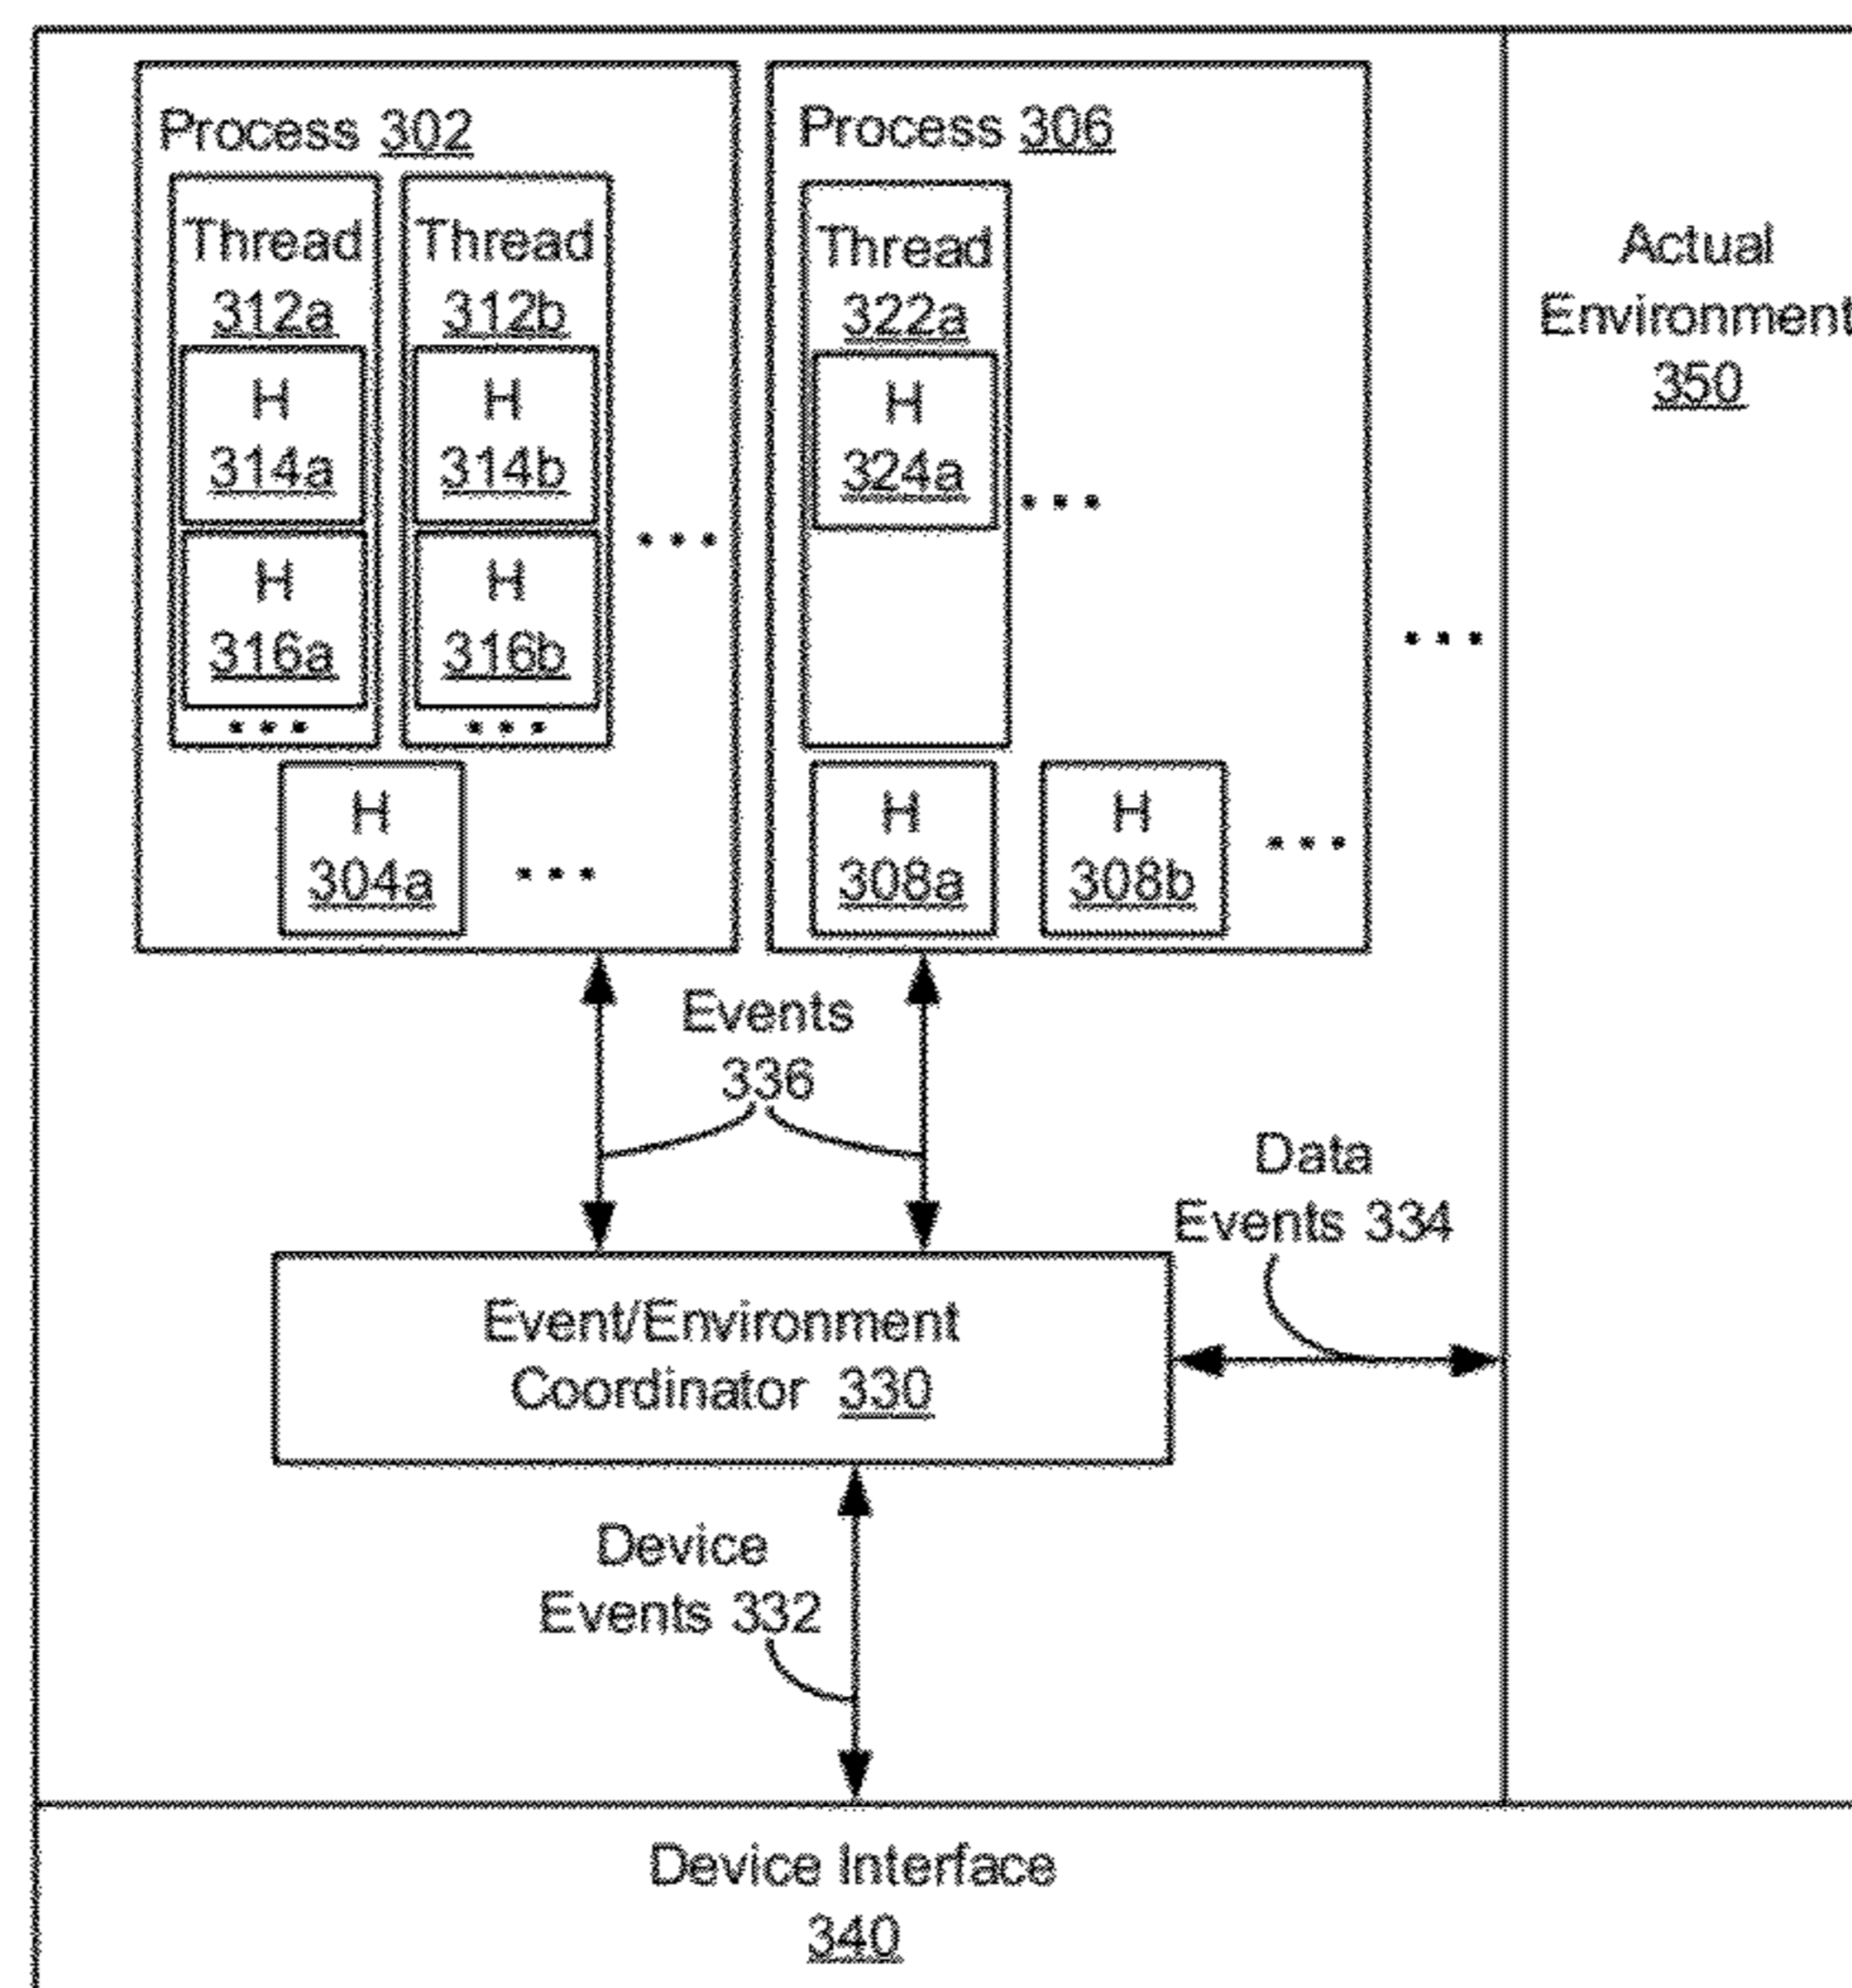 Process 302
Thread
312a
H
314a
H
316a
...
Thread
312b
H
314b
H
316b
...
...
H
304a
...
Process 306
Thread
322a
H
324a
...
H
308a
H
308b
...
...
Actual
Environment
350
Events
336
Data
Events 334
Event/Environment
Coordinator 330
Device
Events 332
Device Interface
340